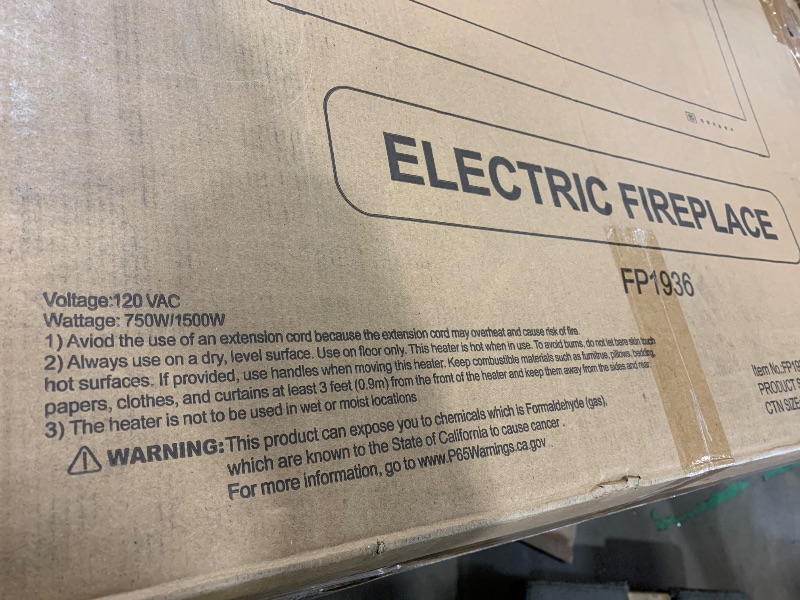 ELECTRIC FIREPLACE
FP1936
Voltage:120 VAC
Wattage: 750W/1500W
1) Aviod the use of an extension cord because the extension cord may overheat and cause risk of fire.
2) Always use on a dry, level surface. Use on floor only. This heater is hot when in use. To avoid burns, do not let bare skin touch
hot surfaces. If provided, use handles when moving this heater. Keep combustible materials such as furnitrue, pillows, bedding,
papers, clothes, and curtains at least 3 feet (0.9m) from the front of the heater and keep them away from the sides and rear.
3) The heater is not to be used in wet or moist locations
WARNING: This product can expose you to chemicals which is Formaldehyde (gas),
which are known to the State of California to cause cancer .
For more information, go to www.P65Warnings.ca.gov
Item No.:FP19
PRODUCT S
CTN SIZE